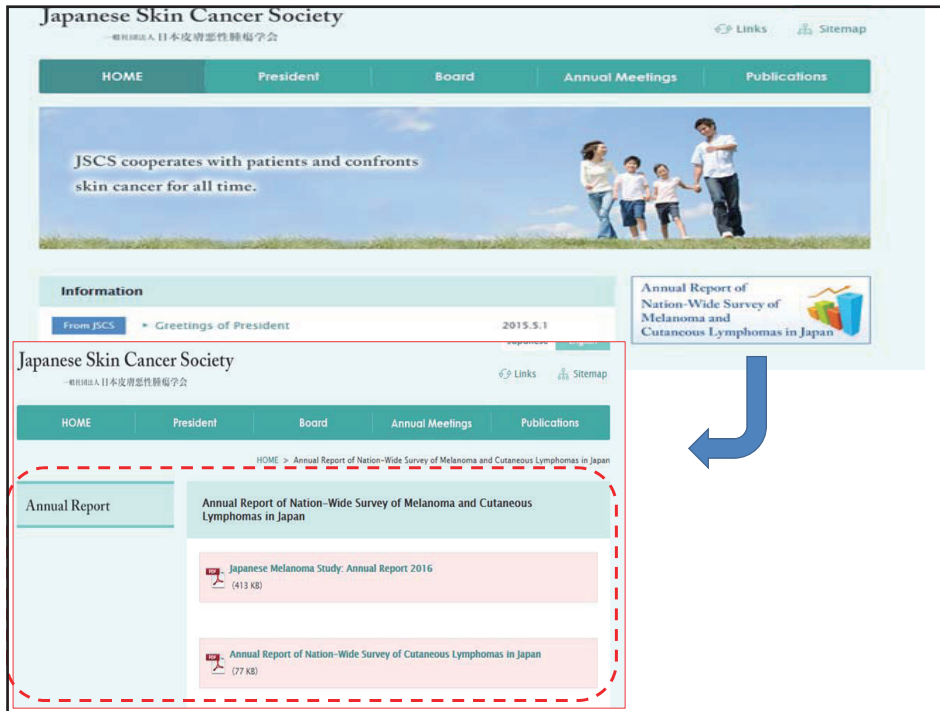 Japanese Skin Cancer Society
一般社団法人 日本皮膚悪性腫瘍学会
Links Sitemap
HOME President Board Annual Meetings Publications
JSCS cooperates with patients and confronts
skin cancer for all time.
Information
From JSCS Greetings of President 2015.5.1
Annual Report of
Nation-Wide Survey of
Melanoma and
Cutaneous Lymphomas in Japan
Japanese English
Japanese Skin Cancer Society
一般社団法人 日本皮膚悪性腫瘍学会
Links Sitemap
HOME President Board Annual Meetings Publications
HOME > Annual Report of Nation-Wide Survey of Melanoma and Cutaneous Lymphomas in Japan
Annual Report
Annual Report of Nation-Wide Survey of Melanoma and Cutaneous
Lymphomas in Japan
PDF Japanese Melanoma Study: Annual Report 2016
(413 KB)
PDF Annual Report of Nation-Wide Survey of Cutaneous Lymphomas in Japan
(77 KB)